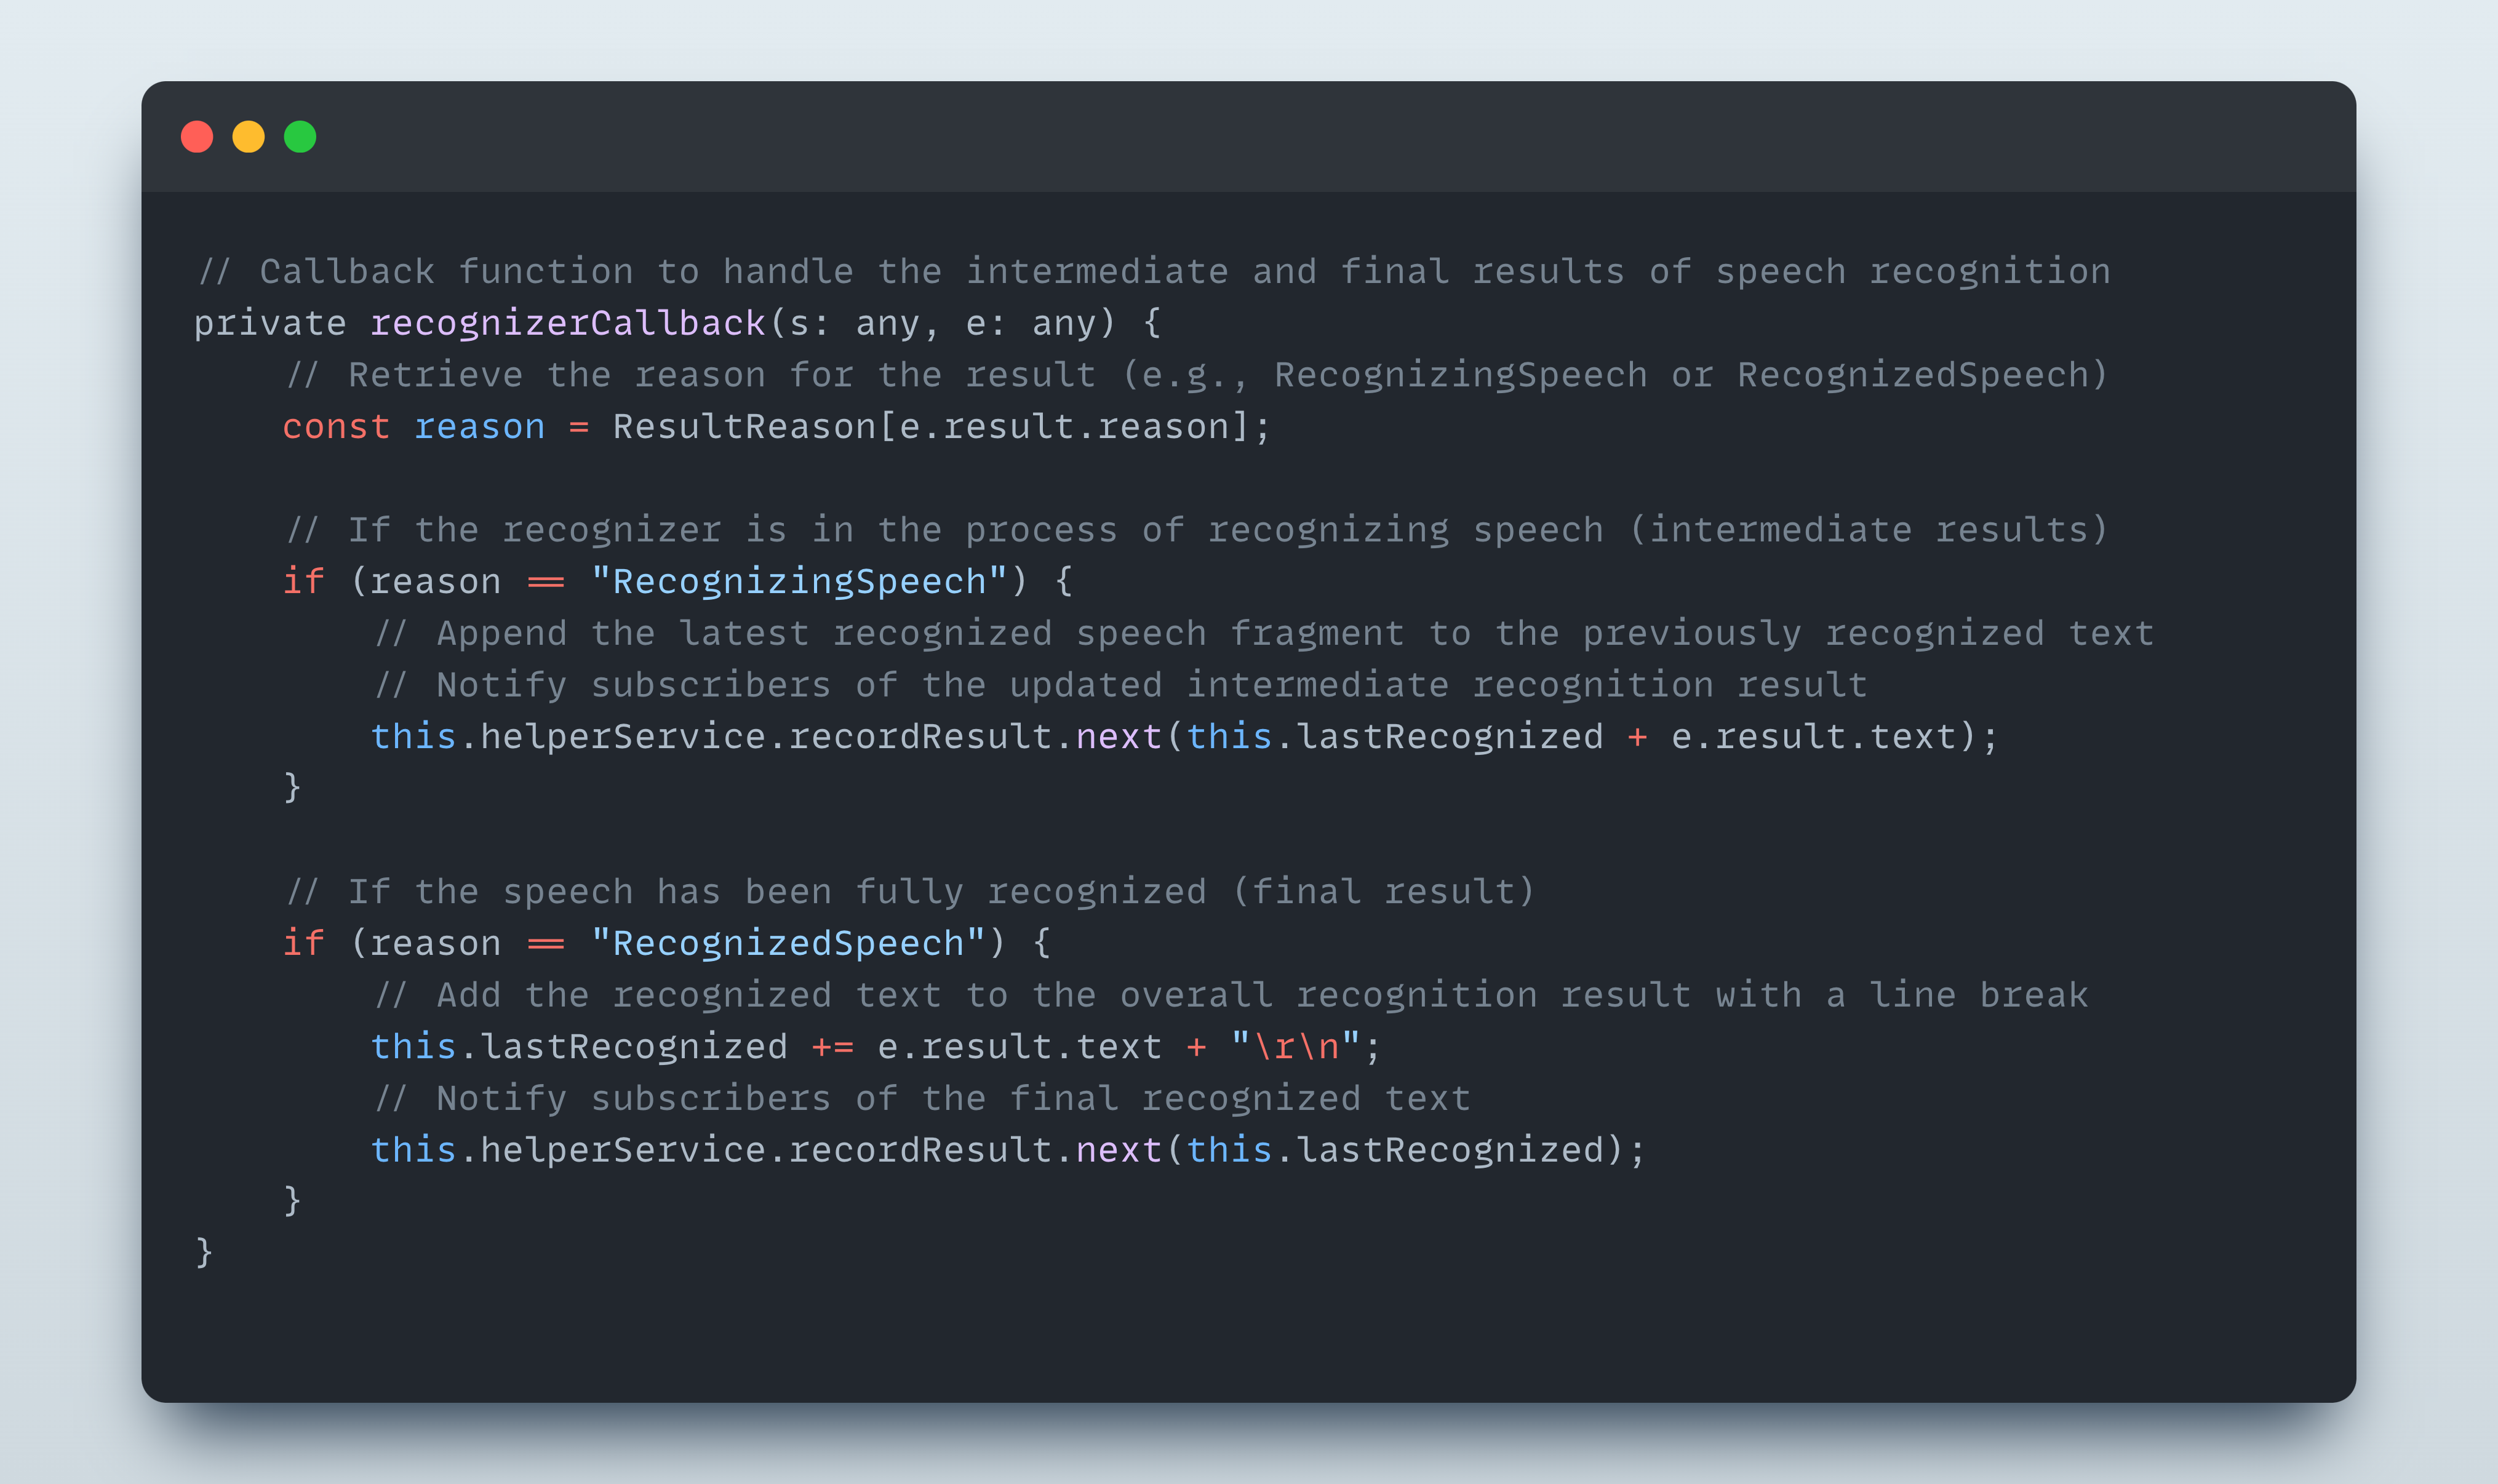 // Callback function to handle the intermediate and final results of speech recognition
private recognizerCallback(s: any, e: any) {
    // Retrieve the reason for the result (e.g., RecognizingSpeech or RecognizedSpeech)
    const reason = ResultReason[e.result.reason];

    // If the recognizer is in the process of recognizing speech (intermediate results)
    if (reason == "RecognizingSpeech") {
        // Append the latest recognized speech fragment to the previously recognized text
        // Notify subscribers of the updated intermediate recognition result
        this.helperService.recordResult.next(this.lastRecognized + e.result.text);
    }

    // If the speech has been fully recognized (final result)
    if (reason == "RecognizedSpeech") {
        // Add the recognized text to the overall recognition result with a line break
        this.lastRecognized += e.result.text + "\r\n";
        // Notify subscribers of the final recognized text
        this.helperService.recordResult.next(this.lastRecognized);
    }
}